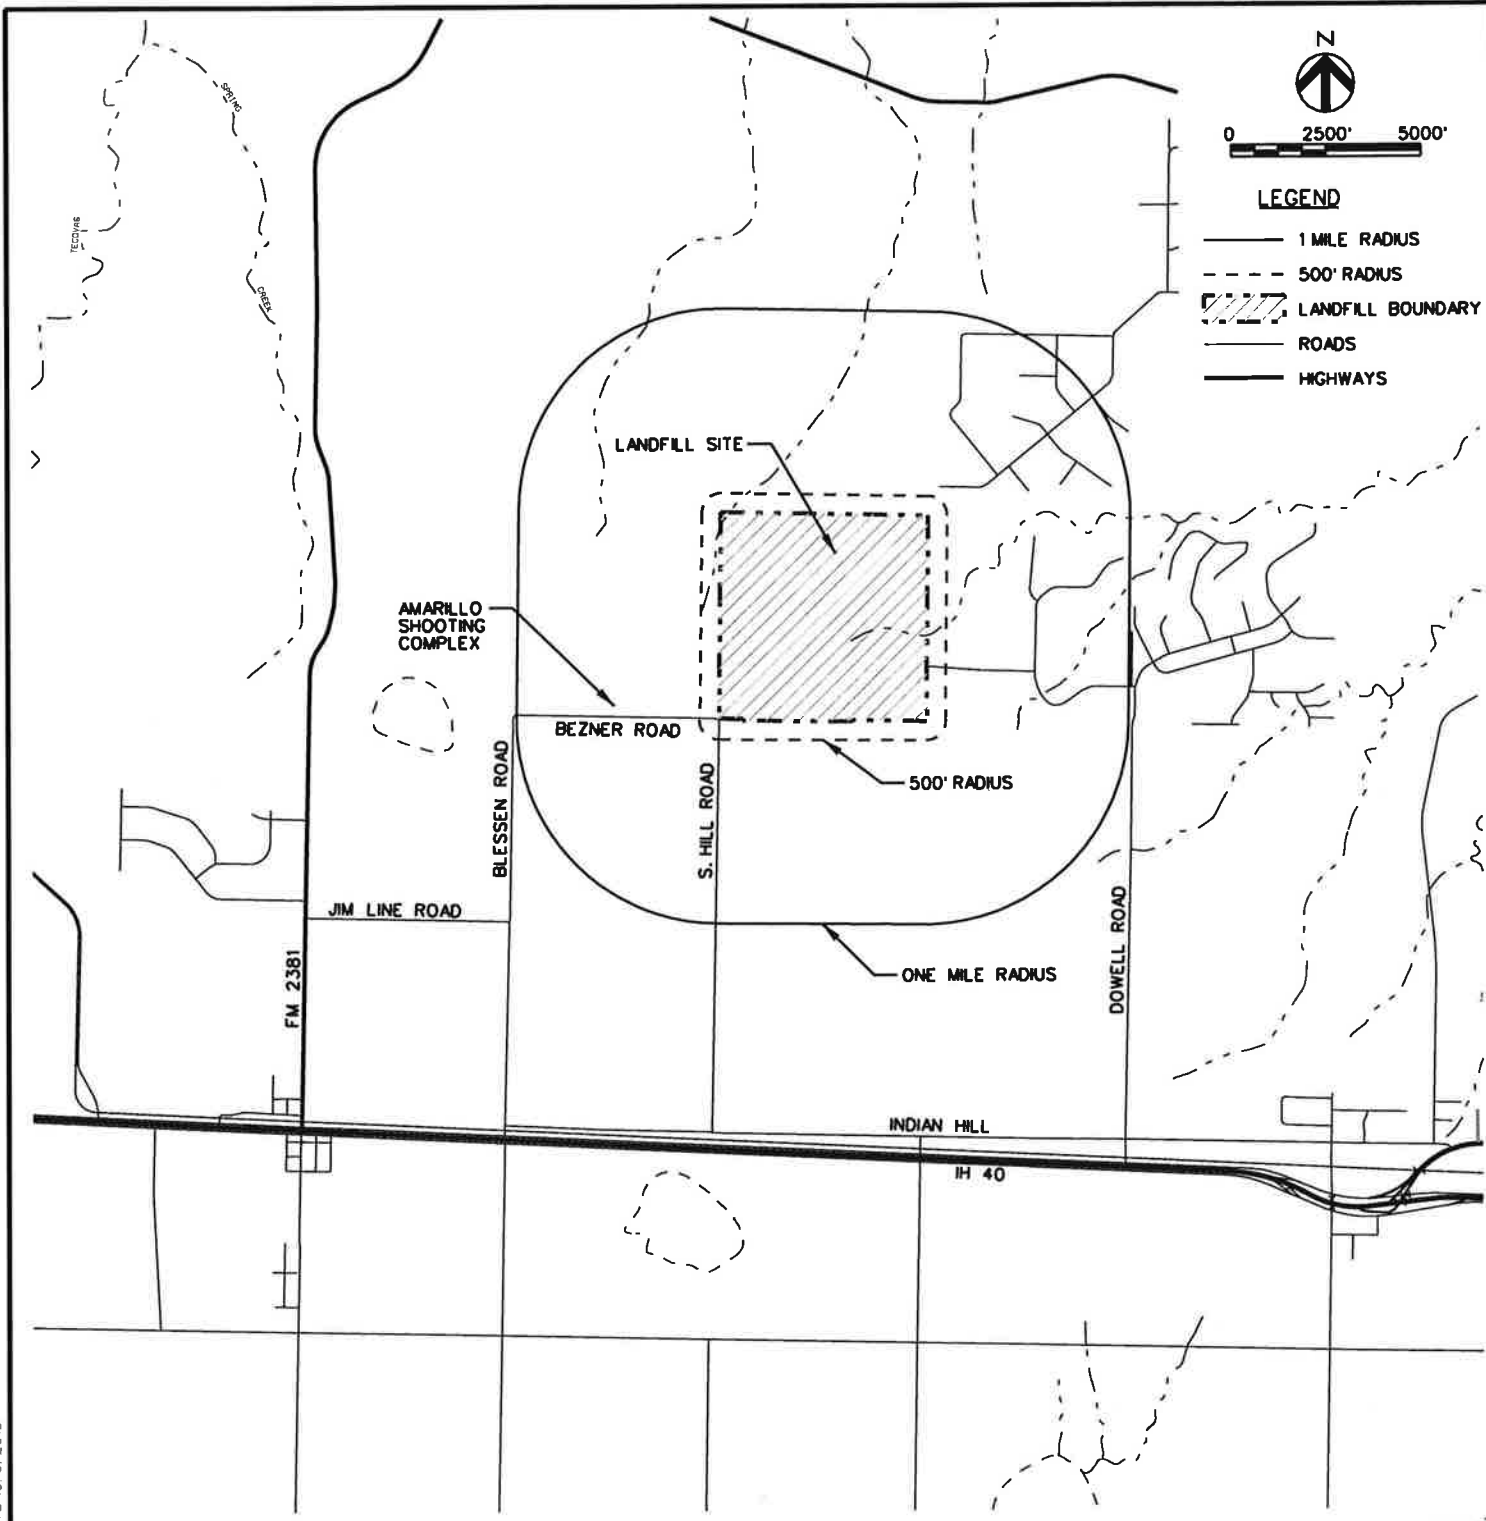 N
0 2500' 5000'
LEGEND
1 MILE RADIUS
500' RADIUS
LANDFILL BOUNDARY
ROADS
HIGHWAYS
SPRING
TECOVAS
CREEK
LANDFILL SITE
AMARILLO
SHOOTING
COMPLEX
BEZNER ROAD
BLESSEN ROAD
S. HILL ROAD
500' RADIUS
JIM LINE ROAD
FM 2381
ONE MILE RADIUS
DOWELL ROAD
INDIAN HILL
IH 40